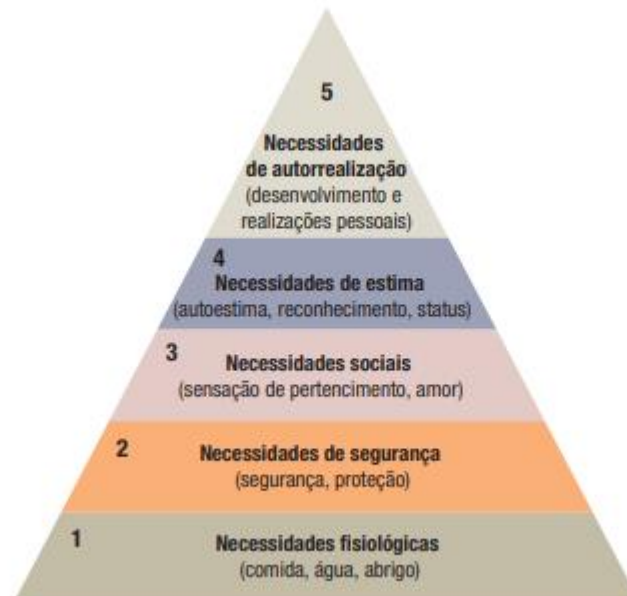 5
Necessidades
de autorrealização
(desenvolvimento e
realizações pessoais)
4
Necessidades de estima
(autoestima, reconhecimento, status)
3
Necessidades sociais
(sensação de pertencimento, amor)
2
Necessidades de segurança
(segurança, proteção)
1
Necessidades fisiológicas
(comida, água, abrigo)